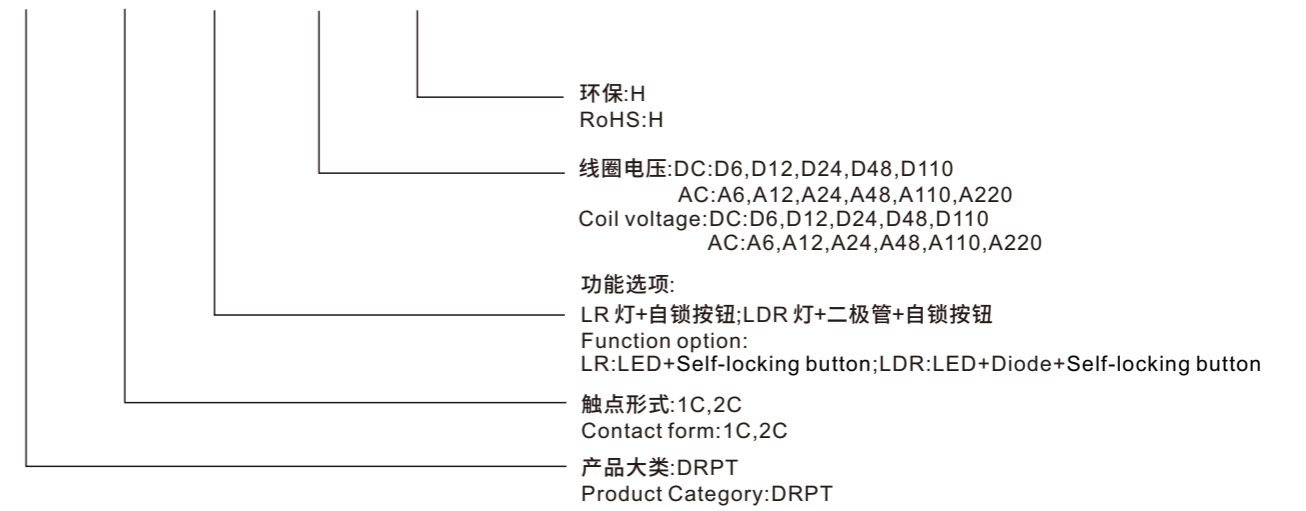 环保:H
RoHS:H
线圈电压:DC:D6,D12,D24,D48,D110
AC:A6,A12,A24,A48,A110,A220
Coil voltage:DC:D6,D12,D24,D48,D110
AC:A6,A12,A24,A48,A110,A220
功能选项:
LR 灯+自锁按钮;LDR 灯+二极管+自锁按钮
Function option:
LR:LED+Self-locking button;LDR:LED+Diode+Self-locking button
触点形式:1C,2C
Contact form:1C,2C
产品大类:DRPT
Product Category:DRPT